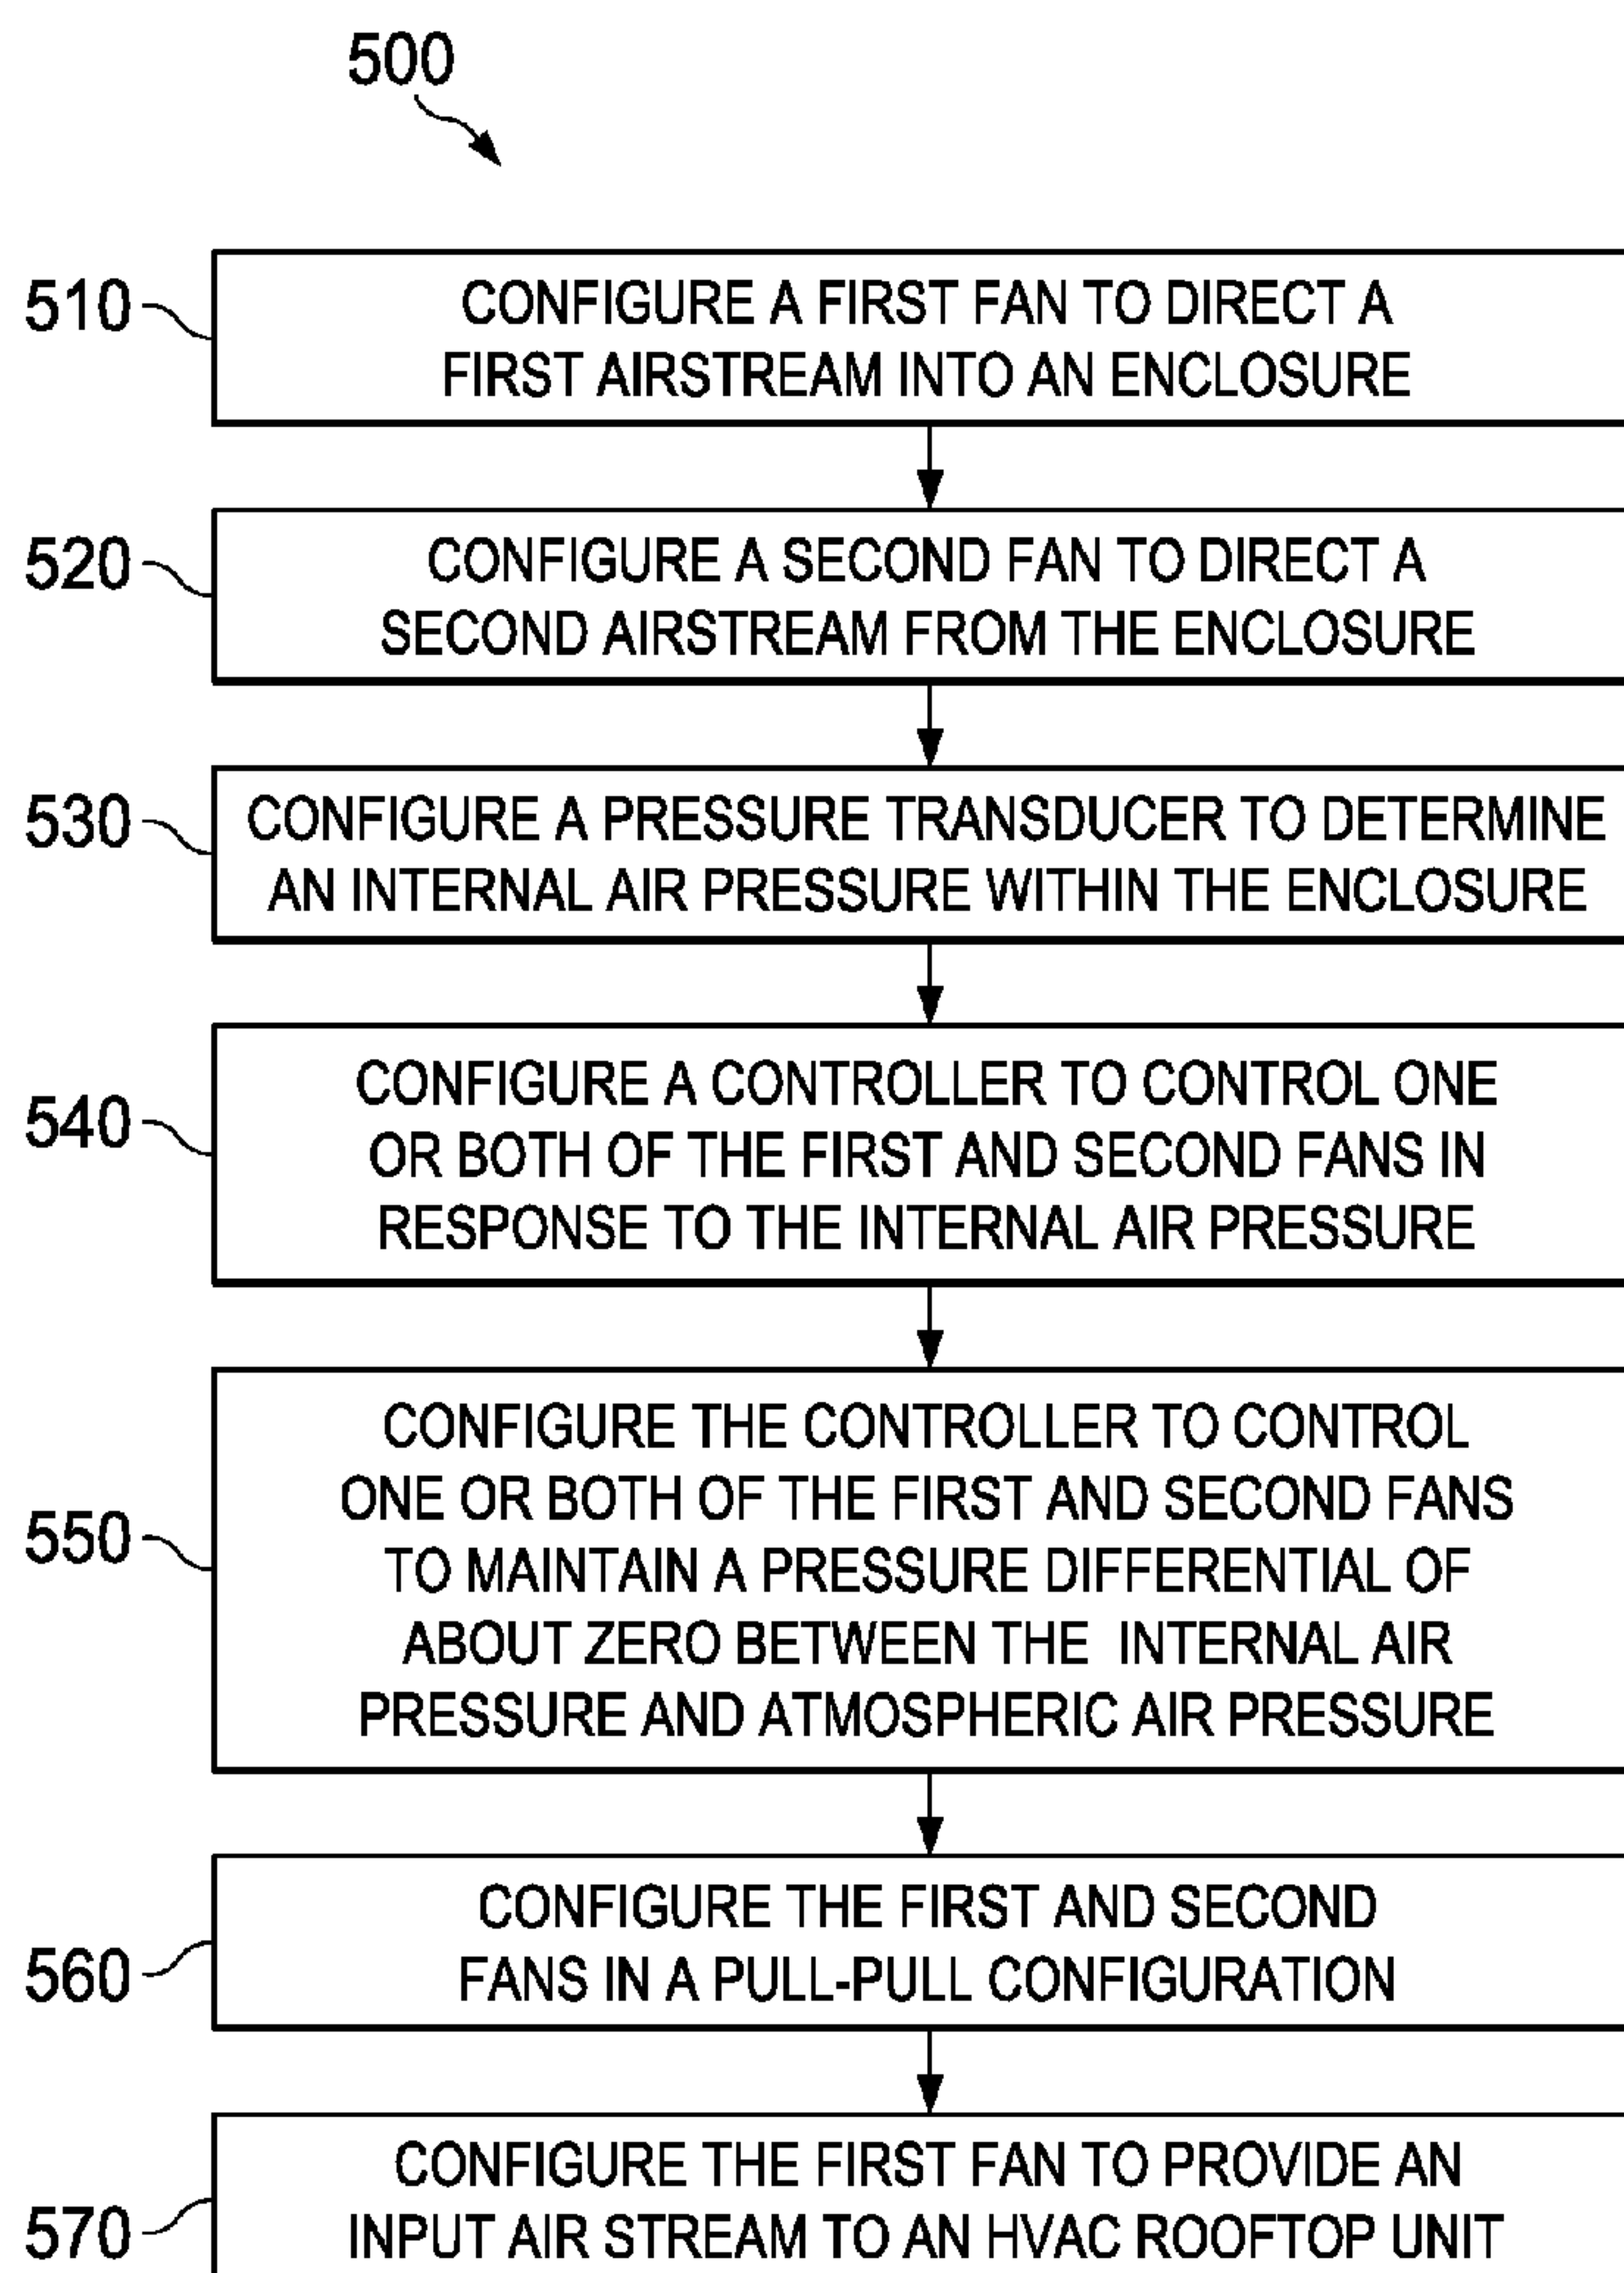 500
510
CONFIGURE A FIRST FAN TO DIRECT A
FIRST AIRSTREAM INTO AN ENCLOSURE
520
CONFIGURE A SECOND FAN TO DIRECT A
SECOND AIRSTREAM FROM THE ENCLOSURE
530
CONFIGURE A PRESSURE TRANSDUCER TO DETERMINE
AN INTERNAL AIR PRESSURE WITHIN THE ENCLOSURE
540
CONFIGURE A CONTROLLER TO CONTROL ONE
OR BOTH OF THE FIRST AND SECOND FANS IN
RESPONSE TO THE INTERNAL AIR PRESSURE
550
CONFIGURE THE CONTROLLER TO CONTROL
ONE OR BOTH OF THE FIRST AND SECOND FANS
TO MAINTAIN A PRESSURE DIFFERENTIAL OF
ABOUT ZERO BETWEEN THE INTERNAL AIR
PRESSURE AND ATMOSPHERIC AIR PRESSURE
560
CONFIGURE THE FIRST AND SECOND
FANS IN A PULL-PULL CONFIGURATION
570
CONFIGURE THE FIRST FAN TO PROVIDE AN
INPUT AIR STREAM TO AN HVAC ROOFTOP UNIT